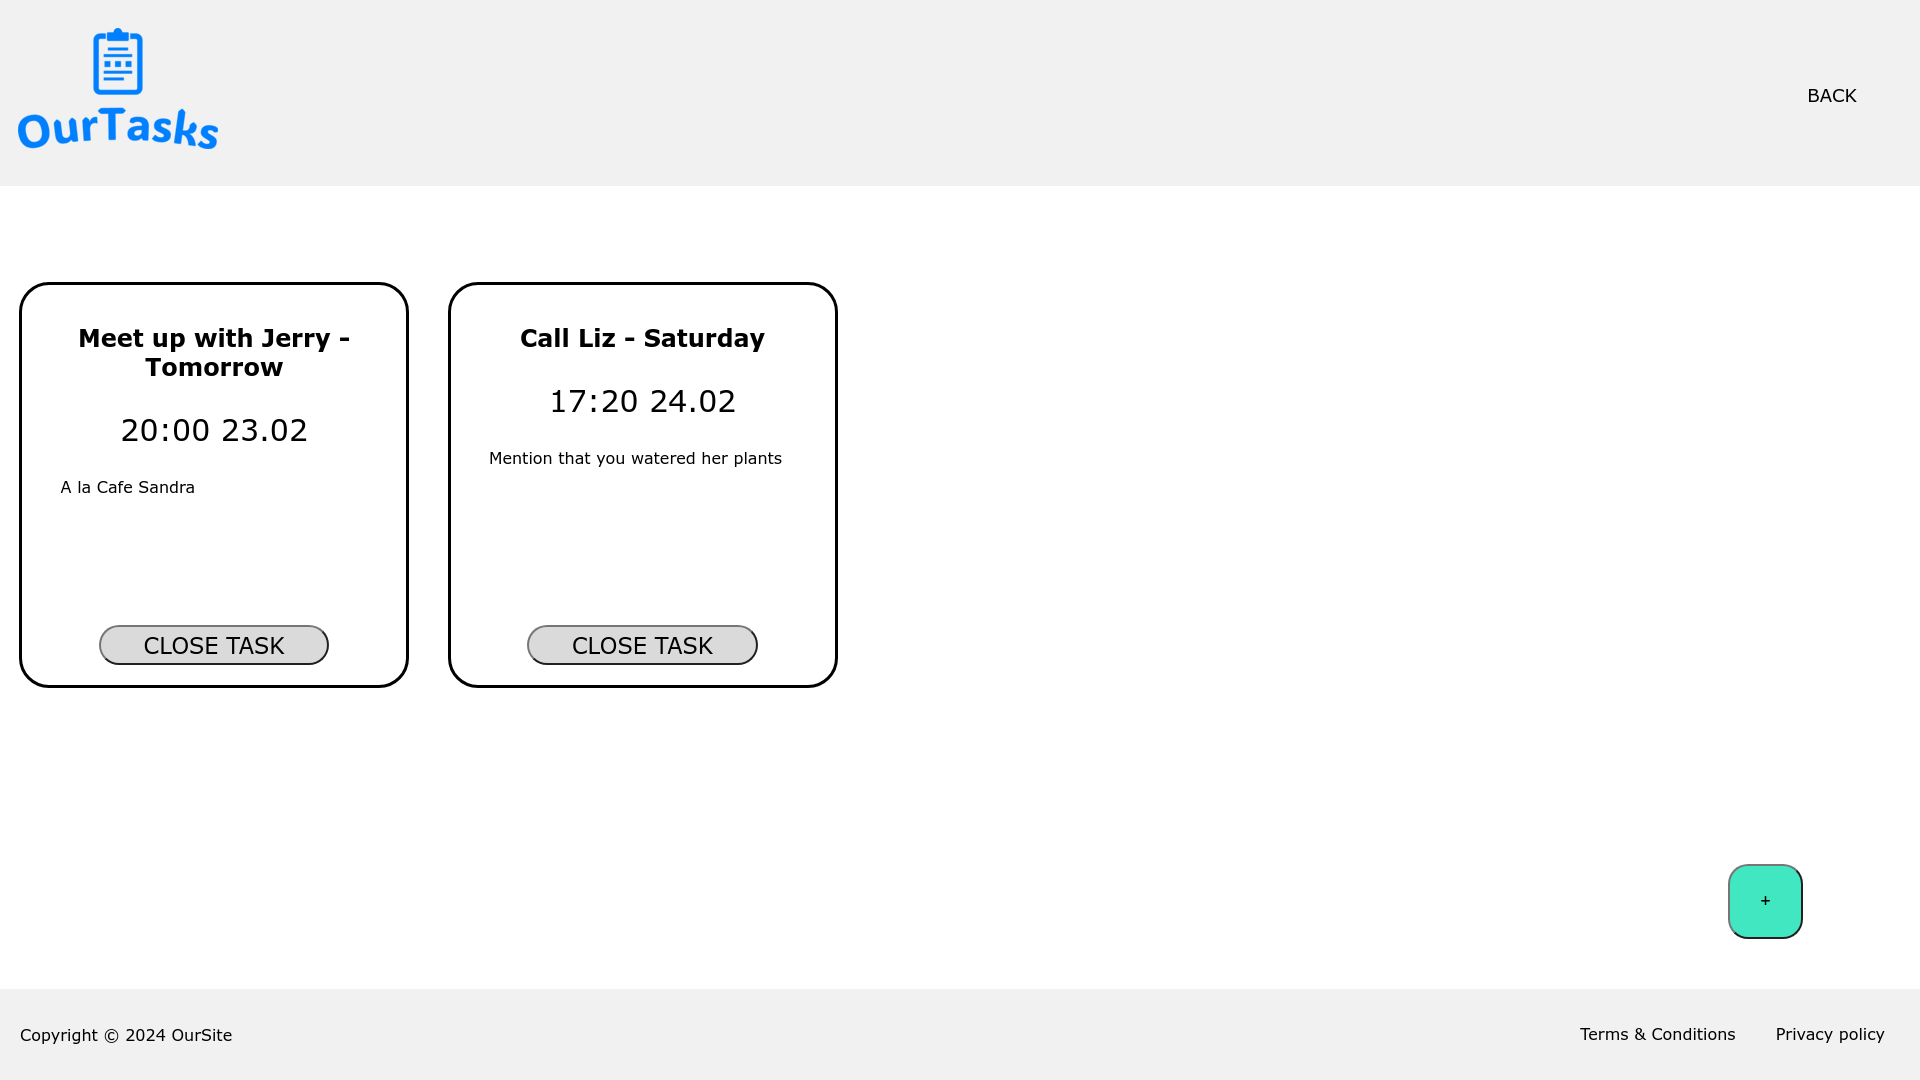 OurTasks
BACK
Meet up with Jerry -
Tomorrow
20:00 23.02
A la Cafe Sandra
CLOSE TASK
Call Liz - Saturday
17:20 24.02
Mention that you watered her plants
CLOSE TASK
+
Copyright © 2024 OurSite
Terms & Conditions
Privacy policy